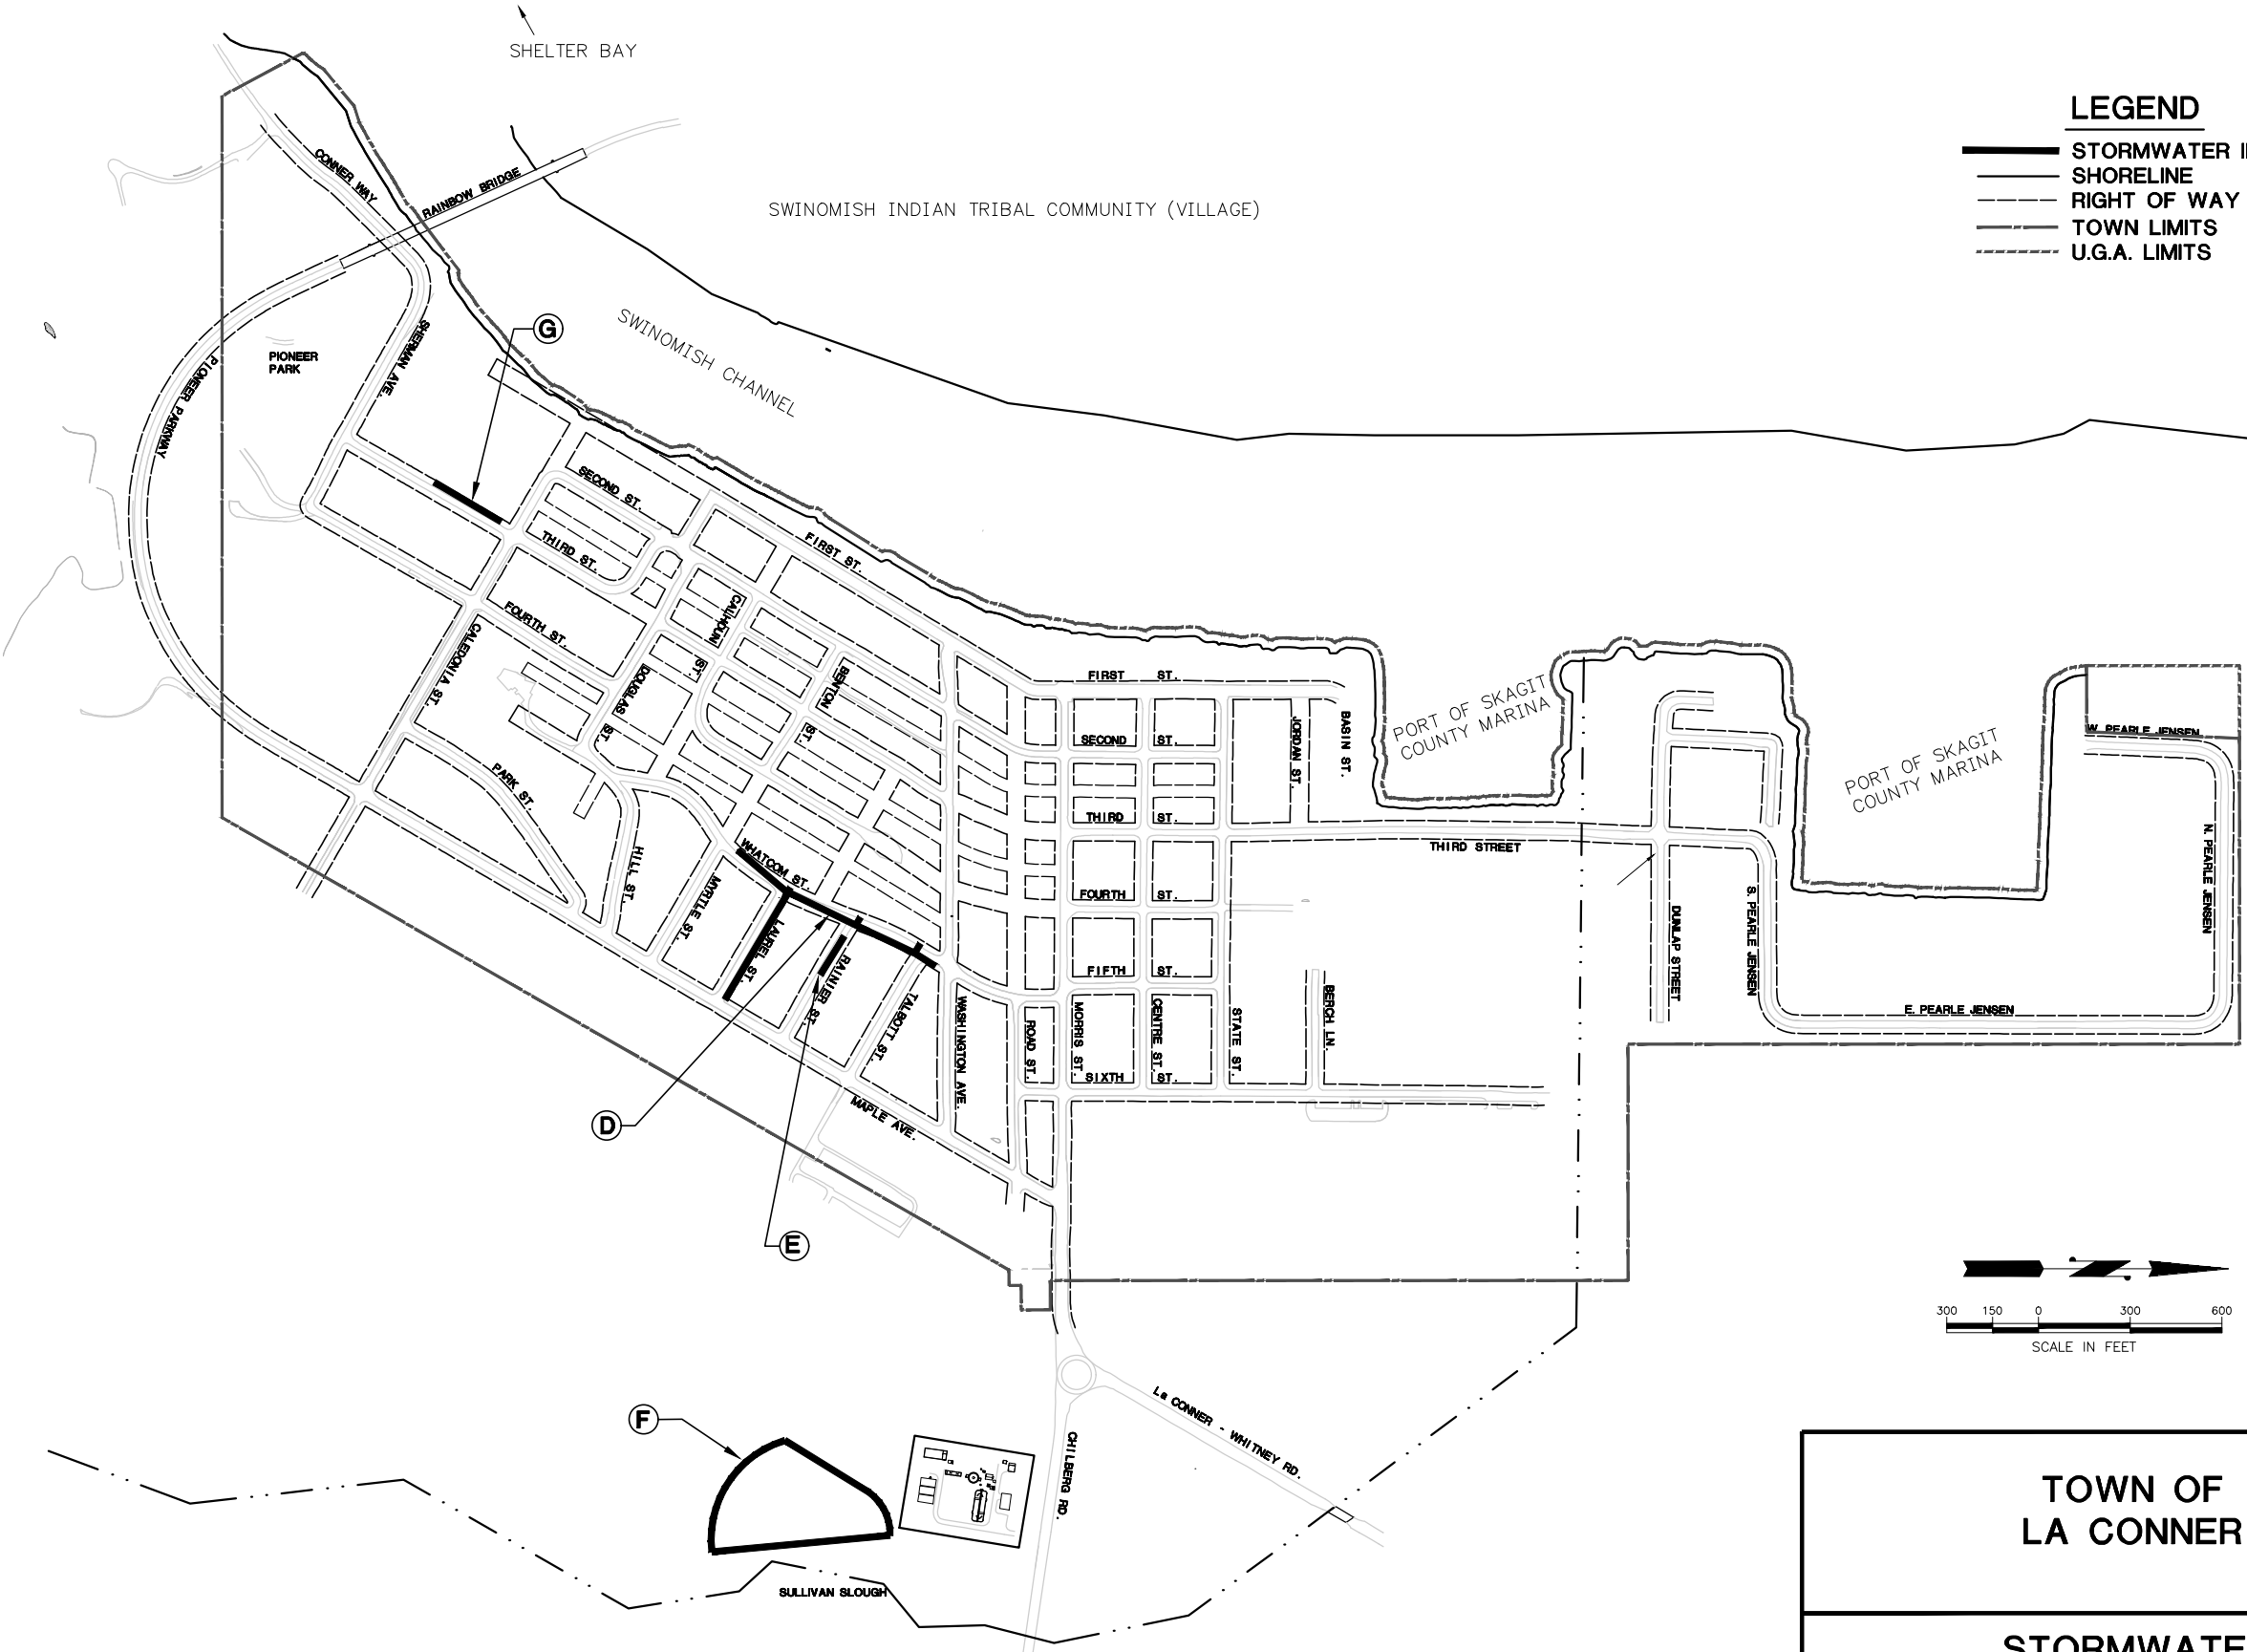 SHELTER BAY
LEGEND
STORMWATER
SHORELINE
RIGHT OF WAY
TOWN LIMITS
U.G.A. LIMITS
CONNER WAY
RAINBOW BRIDGE
SWINOMISH INDIAN TRIBAL COMMUNITY (VILLAGE)
SWINOMISH CHANNEL
G
PIONEER
PARK
SHERMAN AVE.
PIONEER PARKWAY
SECOND ST.
THIRD ST.
FIRST ST.
FOURTH ST.
CALHOUN
ST.
CALEDONIA ST.
DOUGLAS
ST.
BENTON
ST.
PARK ST.
HILL ST.
WHATCOM ST.
MYRTLE ST.
LAUREL ST.
RAINIER ST.
TALBOTT ST.
WASHINGTON AVE.
MAPLE AVE.
FIRST ST.
SECOND ST.
THIRD ST.
FOURTH ST.
FIFTH ST.
SIXTH ST.
ROAD ST.
MORRIS ST.
CENTRE ST.
STATE ST.
BERCH LN.
JORDAN ST.
BASIN ST.
PORT OF SKAGIT
COUNTY MARINA
THIRD STREET
PORT OF SKAGIT
COUNTY MARINA
W. PEARLE JENSEN
N. PEARLE JENSEN
S. PEARLE JENSEN
E. PEARLE JENSEN
DUNLAP STREET
D
E
F
CHILBERG RD.
La CONNER - WHITNEY RD.
SULLIVAN SLOUGH
300 150 0 300 600
SCALE IN FEET
TOWN OF
LA CONNER